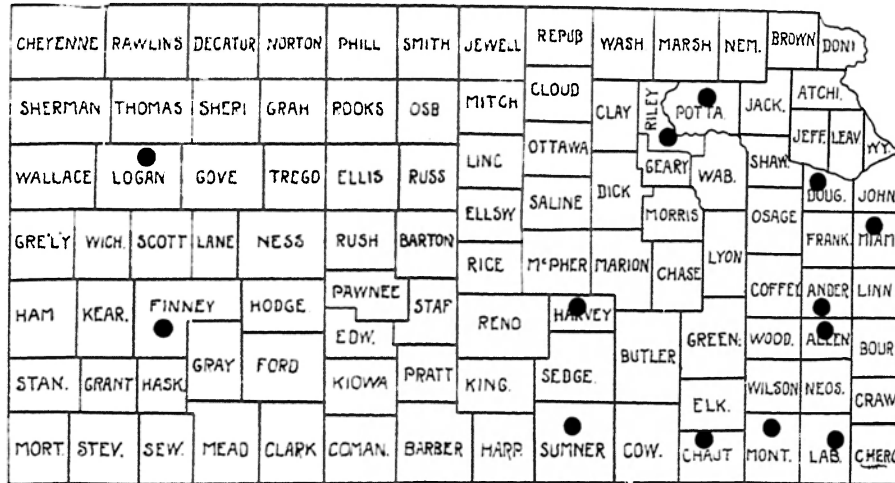 CHEYENNE RAWLINS DECATUR NORTON PHILL SMITH JEWELL REPUB WASH MARSH NEM. BROWN DONI
SHERMAN THOMAS SHERI GRAH ROOKS OSB MITCH CLOUD CLAY RILEY POTTA. JACK. ATCHI.
JEFF. LEAV. WY.
WALLACE LOGAN GOVE TREGO ELLIS RUSS LINC OTTAWA GEARY WAB. SHAW.
DICK DOUG. JOHN
ELLSW SALINE MORRIS OSAGE
GRE'LY WICH. SCOTT LANE NESS RUSH BARTON FRANK. MIAM
RICE McPHER MARION CHASE LYON
HAM KEAR. FINNEY HODGE PAWNEE STAF COFFEY ANDER LINN
RENO HARVEY
EDW. GREEN. WOOD. ALLEN BOUR
GRAY FORD BUTLER
STAN. GRANT HASK. KIOWA PRATT KING. SEDGE. WILSON NEOS. CRAW
ELK.
MORT. STEV. SEW. MEAD CLARK COMAN. BARBER HARP. SUMNER COW. CHAUT MONT. LAB. CHERO